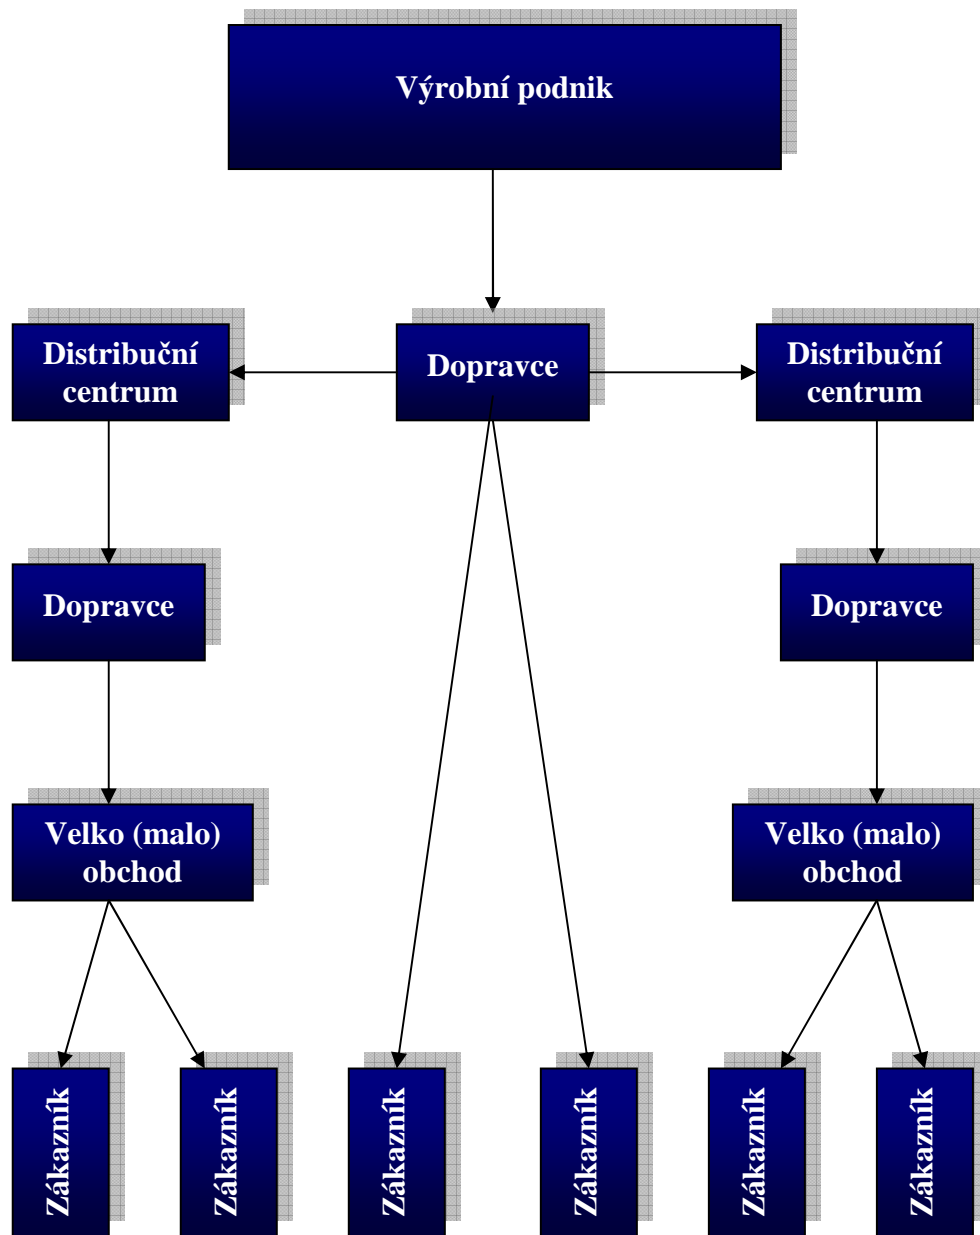 Výrobní podnik
Distribuční
centrum
Dopravce
Distribuční
centrum
Dopravce
Dopravce
Velko (malo)
obchod
Velko (malo)
obchod
Zákazník
Zákazník
Zákazník
Zákazník
Zákazník
Zákazník